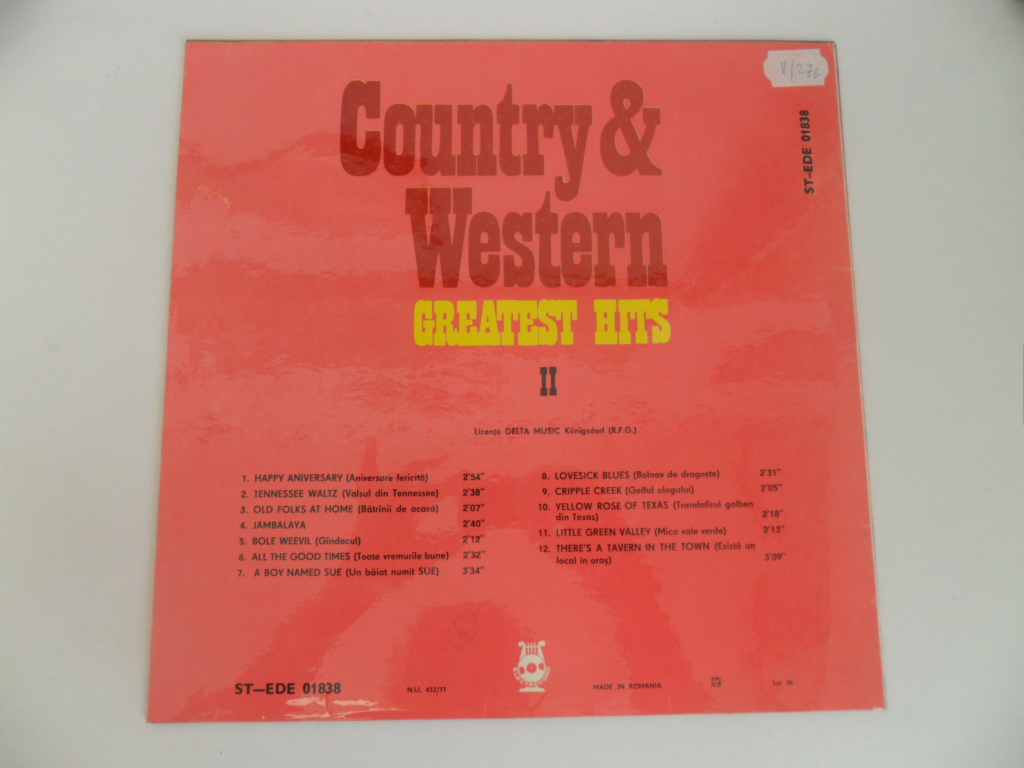 V/276
ST-EDE 01838
Country &
Western
GREATEST HITS
II
Licență DELTA MUSIC Königsdorf (R.F.G.)
1. HAPPY ANIVERSARY (Aniversare fericită) 2'54"
2. TENNESSEE WALTZ (Valsul din Tennessee) 2'38"
3. OLD FOLKS AT HOME (Bătrînii de acasă) 2'07"
4. JAMBALAYA 2'40"
5. BOLE WEEVIL (Gîndacul) 2'12"
6. ALL THE GOOD TIMES (Toate vremurile bune) 2'32"
7. A BOY NAMED SUE (Un băiat numit SUE) 3'34"
8. LOVESICK BLUES (Bolnav de dragoste) 2'31"
9. CRIPPLE CREEK (Golful ologului) 2'05"
10. YELLOW ROSE OF TEXAS (Trandafirul galben
din Texas) 2'18"
11. LITTLE GREEN VALLEY (Mica vale verde) 2'13"
12. THERE'S A TAVERN IN THE TOWN (Există un
local în oraș) 3'09"
ST—EDE 01838
N.I.I. 433/77
MADE IN ROMANIA